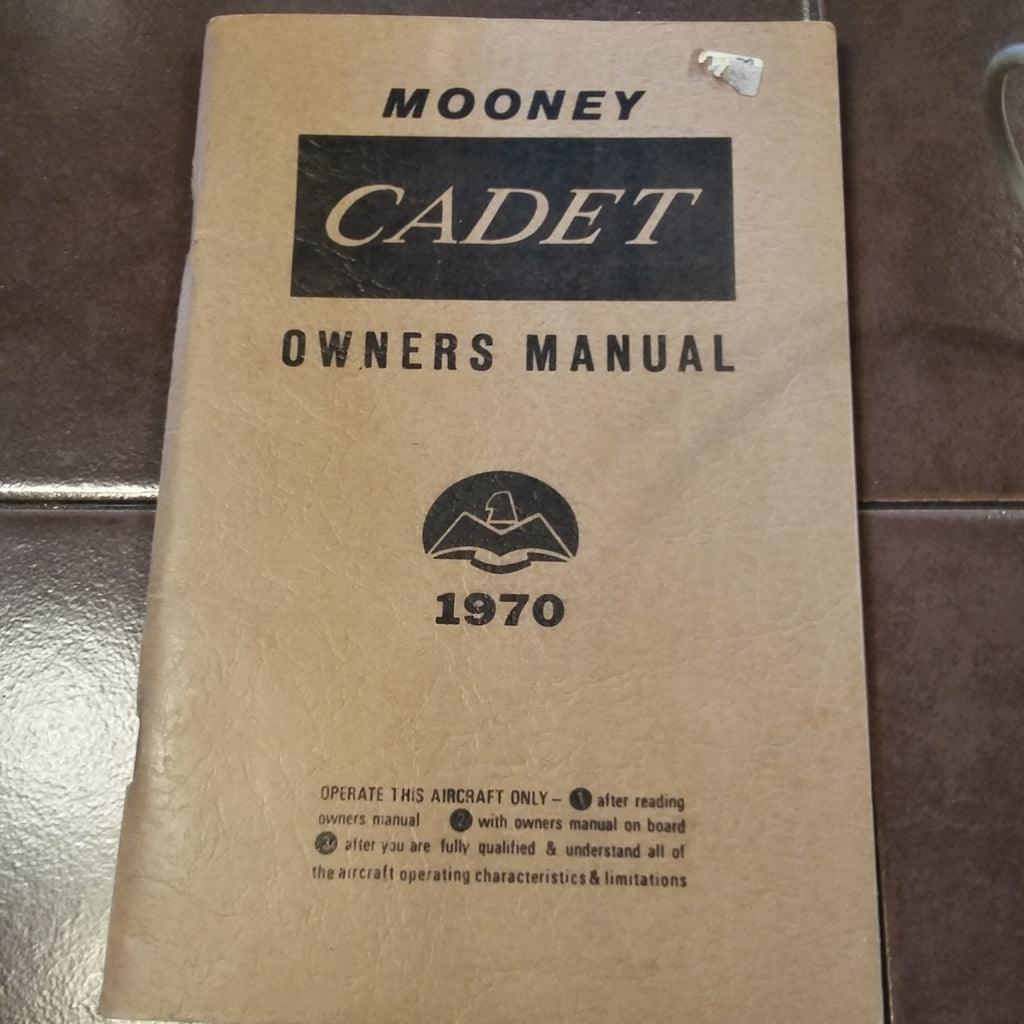 MOONEY
CADET
OWNERS MANUAL
1970
OPERATE THIS AIRCRAFT ONLY – 1 after reading
owners manual 2 with owners manual on board
3 after you are fully qualified & understand all of
the aircraft operating characteristics & limitations